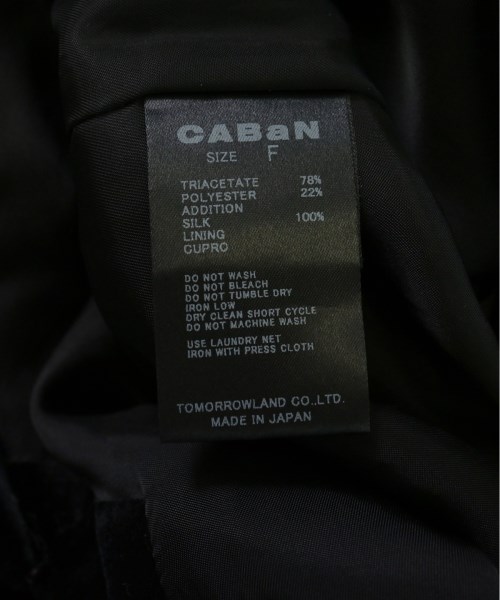 CABaN
SIZE F
TRIACETATE 78%
POLYESTER 22%
ADDITION
SILK 100%
LINING
CUPRO
DO NOT WASH
DO NOT BLEACH
DO NOT TUMBLE DRY
IRON LOW
DRY CLEAN SHORT CYCLE
DO NOT MACHINE WASH
USE LAUNDRY NET
IRON WITH PRESS CLOTH
TOMORROWLAND CO.,LTD.
MADE IN JAPAN